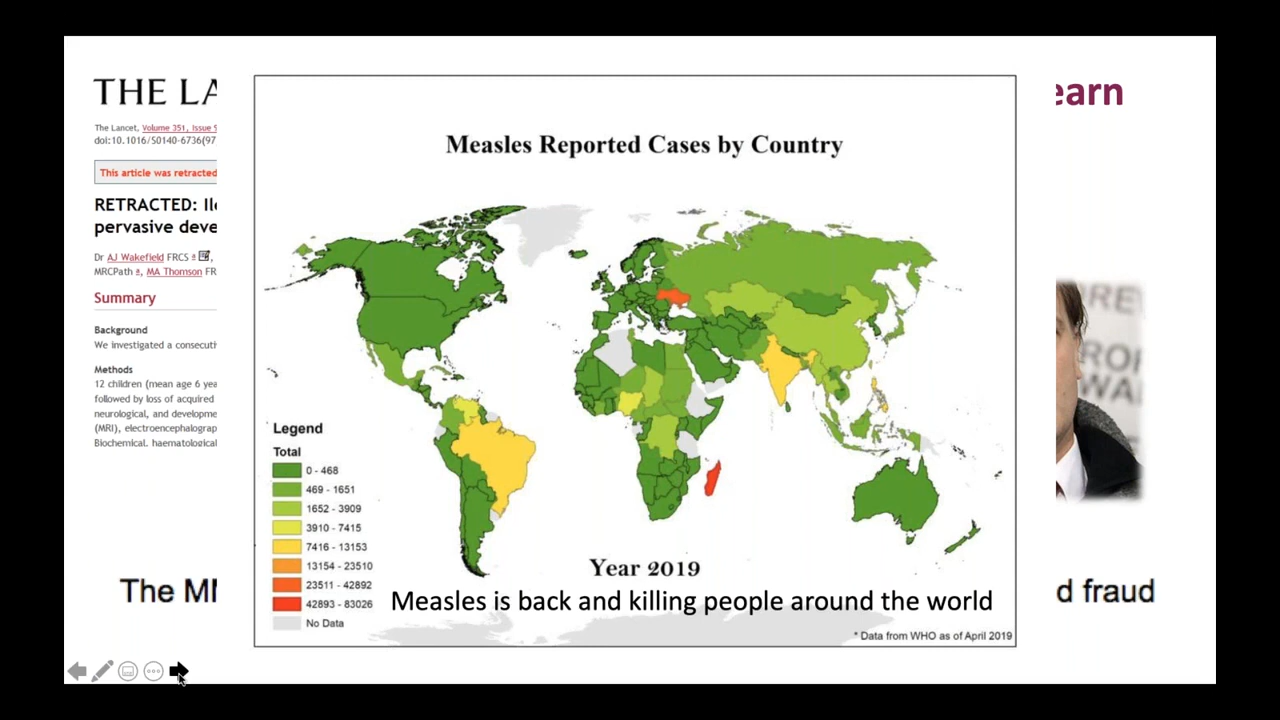 THE LA
earn
The Lancet, Volume 351, Issue 9
doi:10.1016/S0140-6736(97
This article was retracted
RETRACTED: Ile
pervasive deve
Dr AJ Wakefield FRCS a
MRCPath a, MA Thomson FR
Summary
Background
We investigated a consecuti
Methods
12 children (mean age 6 yea
followed by loss of acquired
neurological, and developme
(MRI), electroencephalograp
Biochemical, haematological
Measles Reported Cases by Country
Legend
Total
0 - 468
469 - 1651
1652 - 3909
3910 - 7415
7416 - 13153
13154 - 23510
23511 - 42892
42893 - 83026
No Data
Year 2019
Measles is back and killing people around the world
* Data from WHO as of April 2019
The MM
d fraud